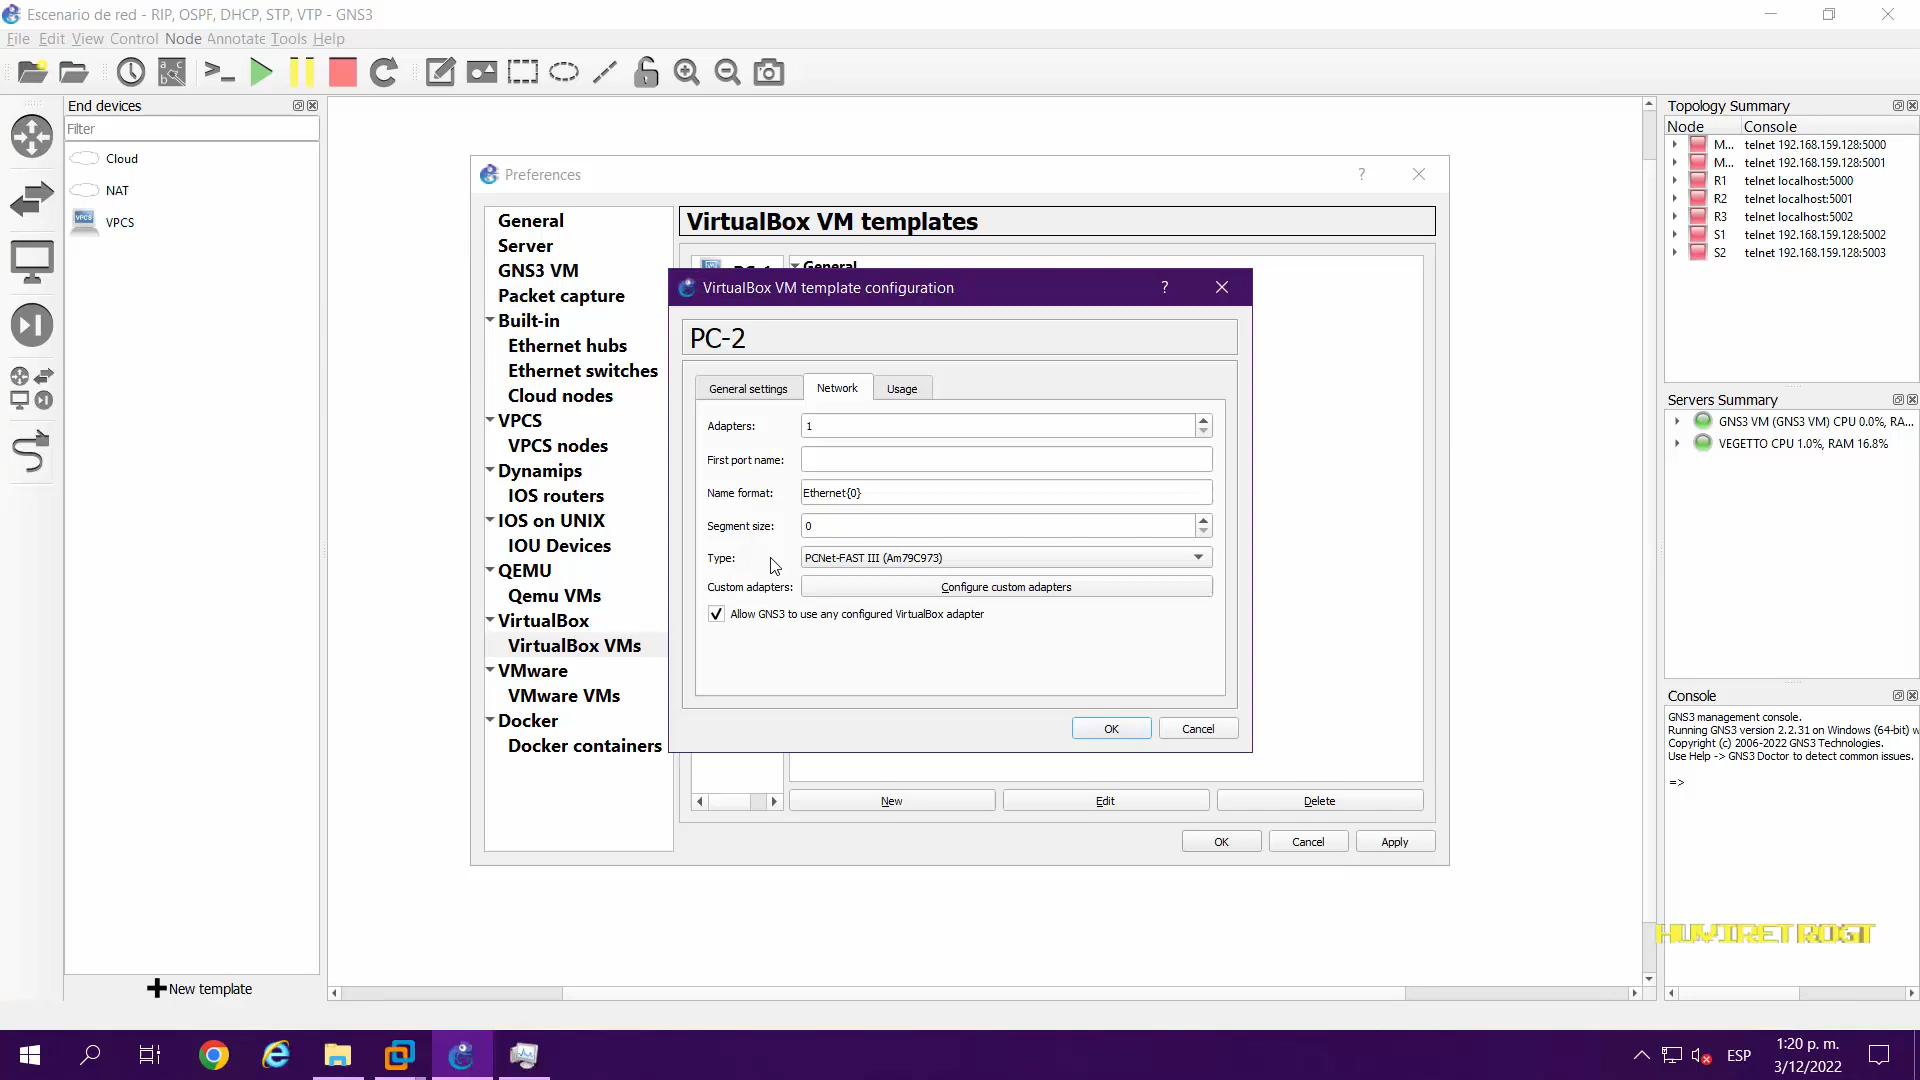 Escenario de red - RIP, OSPF, DHCP, STP, VTP - GNS3
File Edit View Control Node Annotate Tools Help
End devices
Filter
Cloud
NAT
VPCS
VPCS
New template
Preferences
?
General
Server
GNS3 VM
Packet capture
Built-in
Ethernet hubs
Ethernet switches
Cloud nodes
VPCS
VPCS nodes
Dynamips
IOS routers
IOS on UNIX
IOU Devices
QEMU
Qemu VMs
VirtualBox
VirtualBox VMs
VMware
VMware VMs
Docker
Docker containers
VirtualBox VM templates
General
VirtualBox VM template configuration
?
PC-2
General settings
Network
Usage
Adapters: 1
First port name:
Name format: Ethernet{0}
Segment size: 0
Type: PCNet-FAST III (Am79C973)
Custom adapters: Configure custom adapters
Allow GNS3 to use any configured VirtualBox adapter
OK
Cancel
New
Edit
Delete
OK
Cancel
Apply
Topology Summary
Node Console
M... telnet 192.168.159.128:5000
M... telnet 192.168.159.128:5001
R1 telnet localhost:5000
R2 telnet localhost:5001
R3 telnet localhost:5002
S1 telnet 192.168.159.128:5002
S2 telnet 192.168.159.128:5003
Servers Summary
GNS3 VM (GNS3 VM) CPU 0.0%, RA...
VEGETTO CPU 1.0%, RAM 16.8%
Console
GNS3 management console.
Running GNS3 version 2.2.31 on Windows (64-bit) w
Copyright (c) 2006-2022 GNS3 Technologies.
Use Help -> GNS3 Doctor to detect common issues.
=>
ESP
1:20 p. m.
3/12/2022